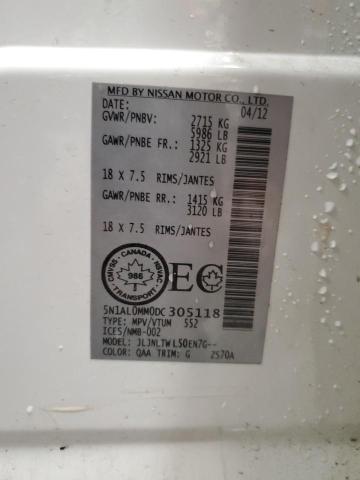 MFD BY NISSAN MOTOR CO., LTD.
DATE: 04/12
GVWR/PNBV: 2715 KG
5986 LB
GAWR/PNBE FR.: 1325 KG
2921 LB
18 X 7.5 RIMS/JANTES
GAWR/PNBE RR.: 1415 KG
3120 LB
18 X 7.5 RIMS/JANTES
CMVSS - CANADA - NSVAC
986
EC
5N1AL0MM0DC305118
TYPE: MPV/VTUM 552
ICES/NMB-002
MODEL: JLJNLTWL50EN7G--
COLOR: QAA TRIM: G 2570A